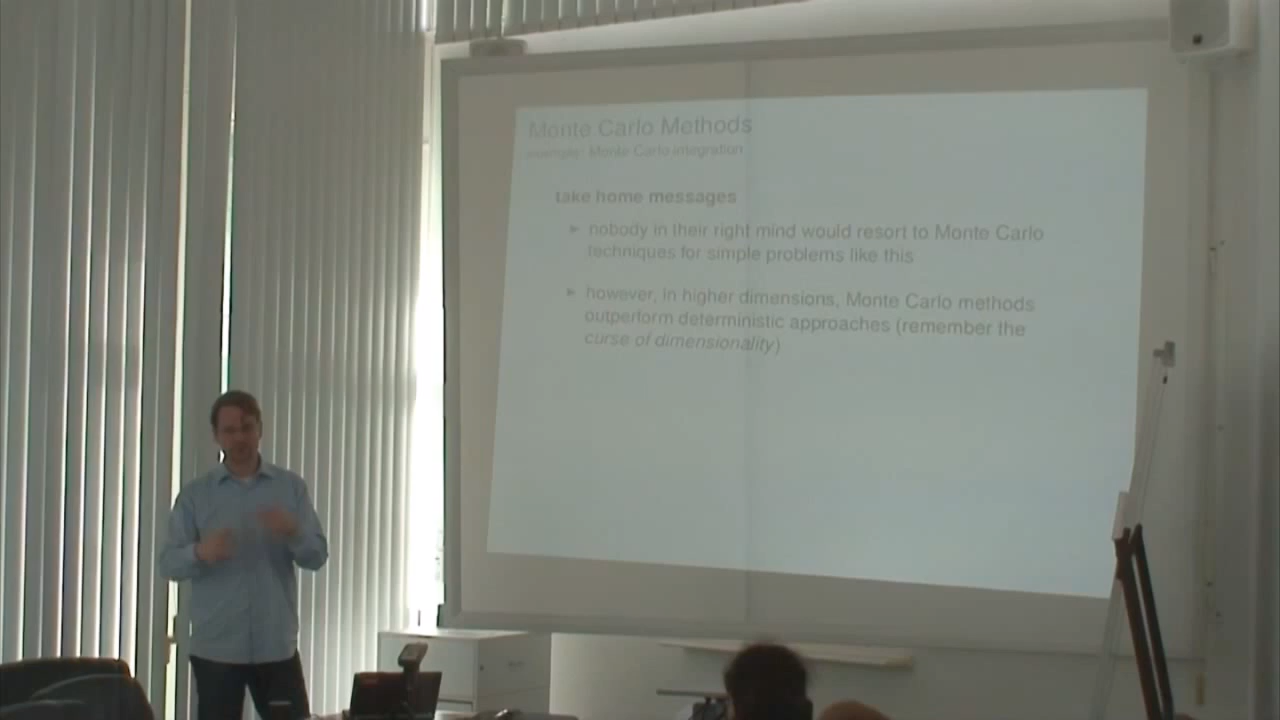 Monte Carlo Methods
example: Monte Carlo integration
take home messages
► nobody in their right mind would resort to Monte Carlo
techniques for simple problems like this
► however, in higher dimensions, Monte Carlo methods
outperform deterministic approaches (remember the
curse of dimensionality)